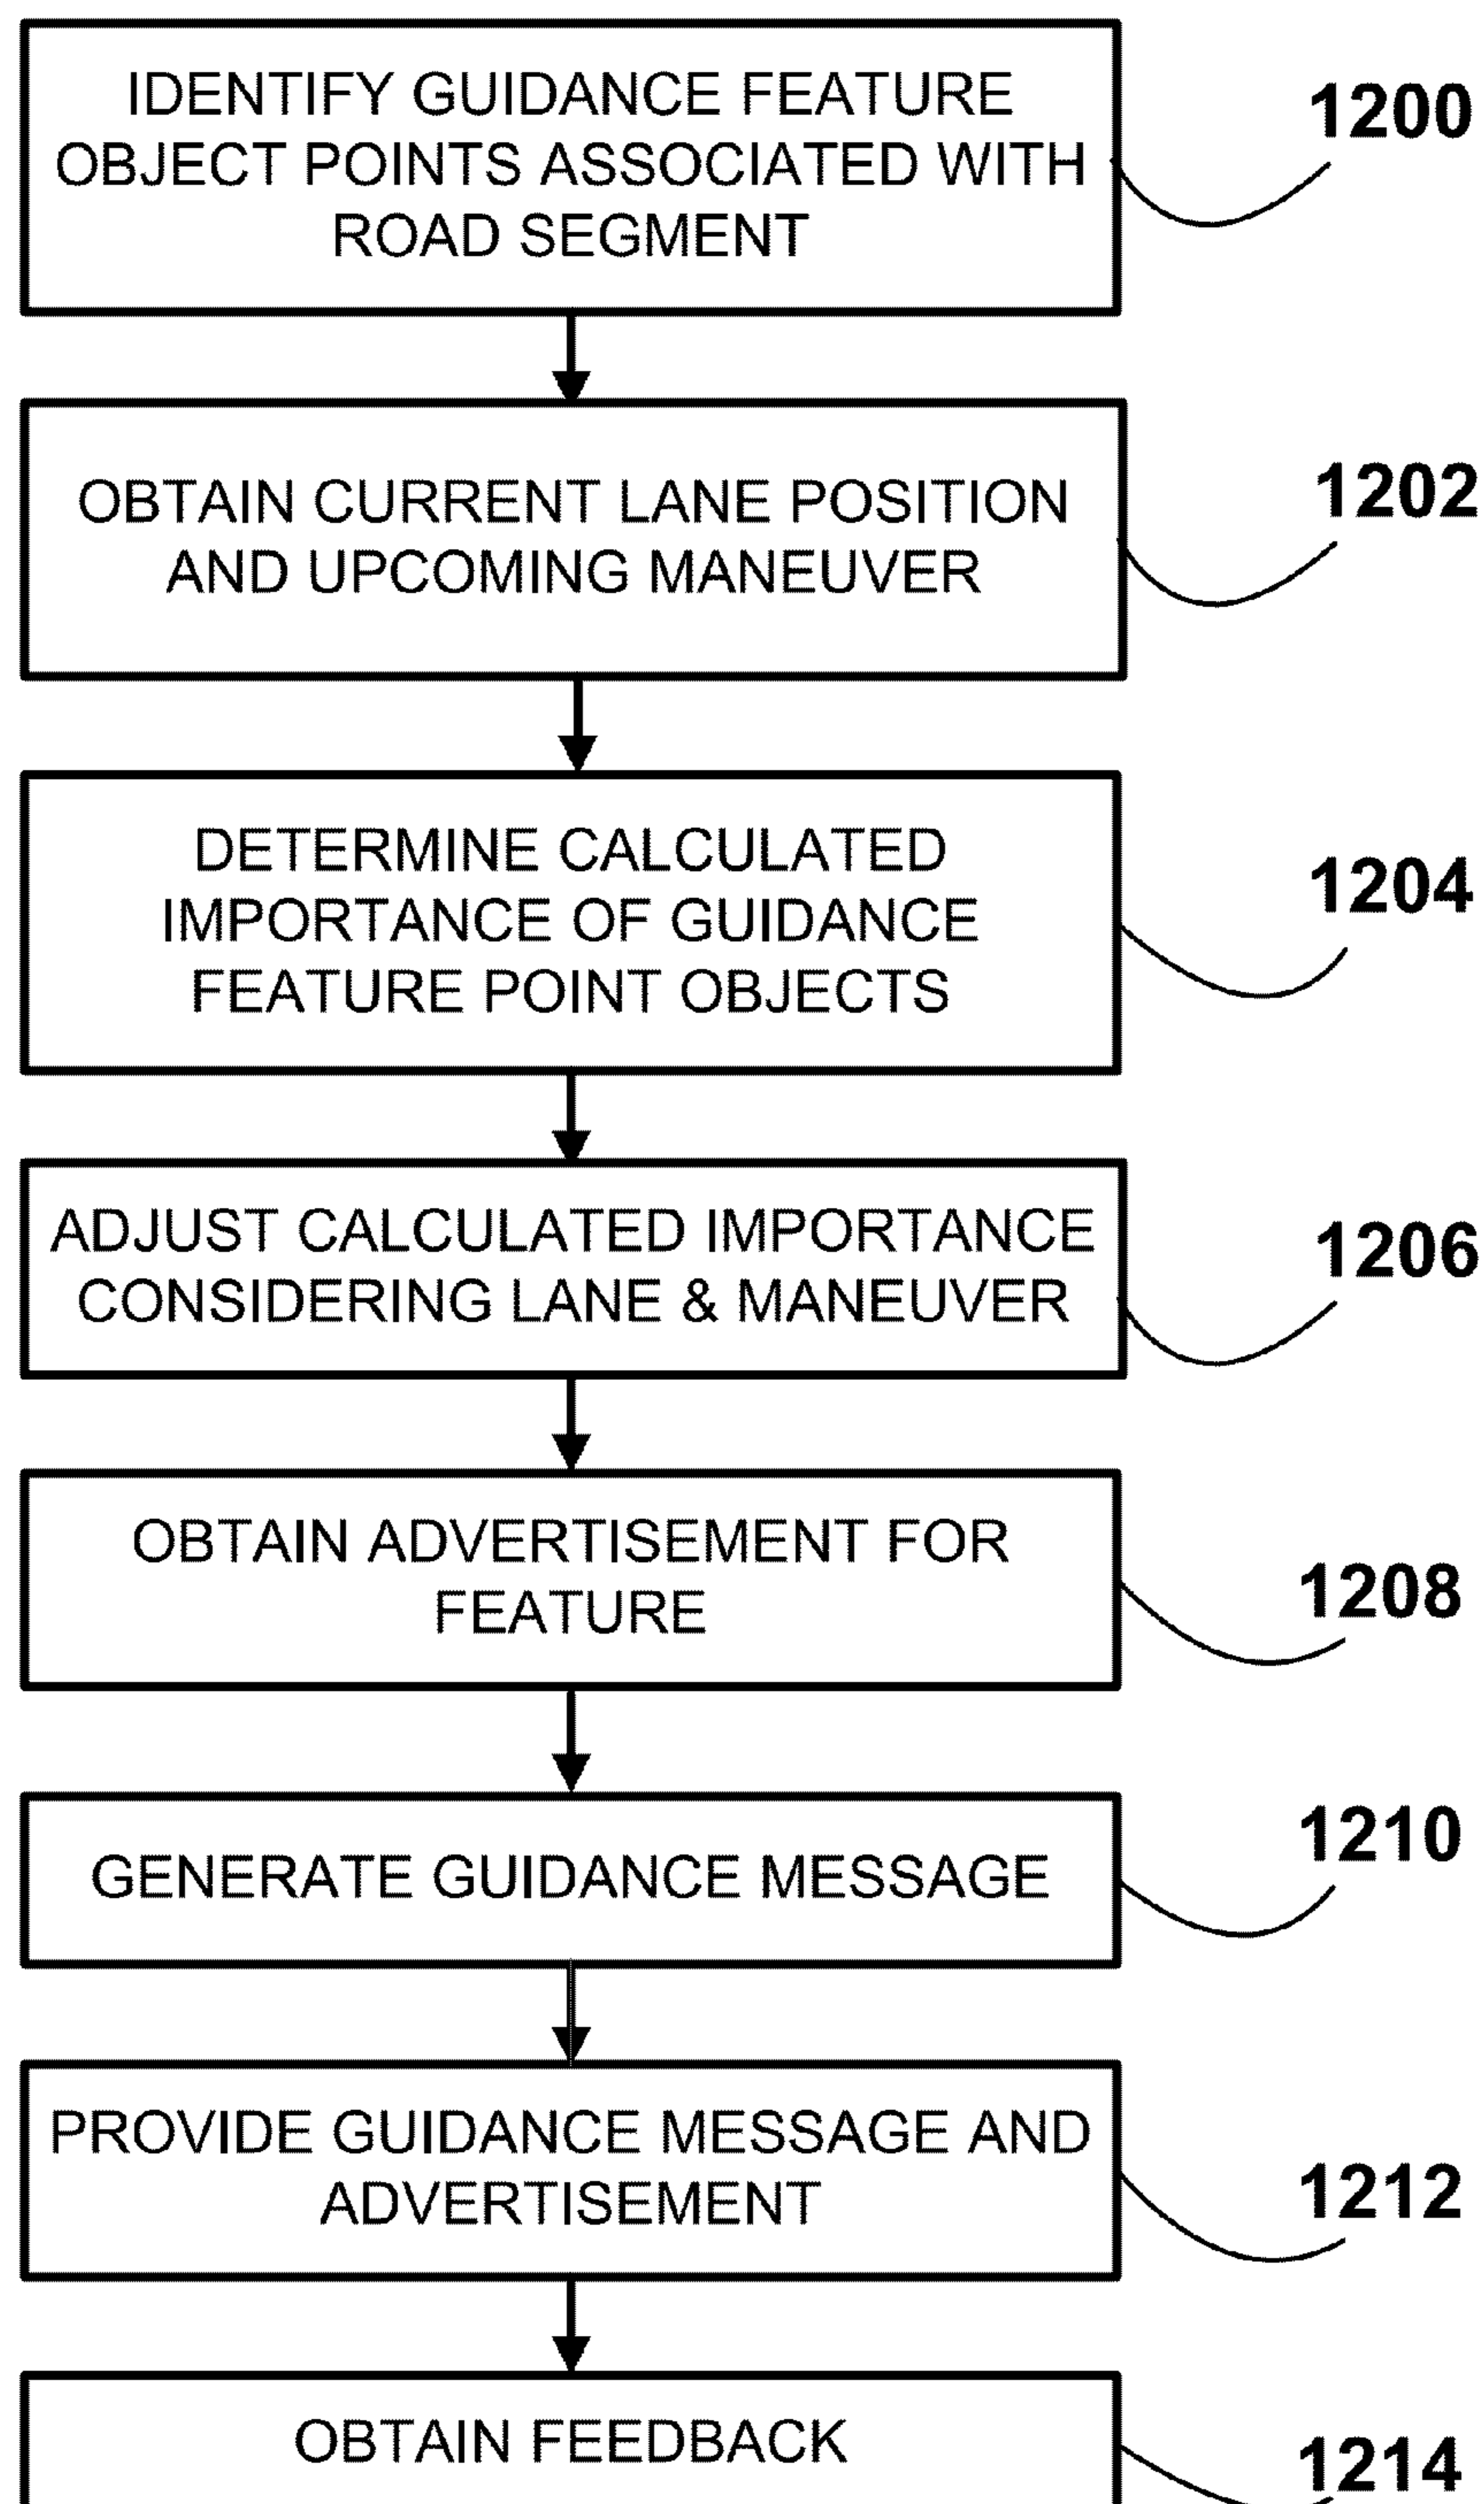 IDENTIFY GUIDANCE FEATURE
OBJECT POINTS ASSOCIATED WITH
ROAD SEGMENT
1200
OBTAIN CURRENT LANE POSITION
AND UPCOMING MANEUVER
1202
DETERMINE CALCULATED
IMPORTANCE OF GUIDANCE
FEATURE POINT OBJECTS
1204
ADJUST CALCULATED IMPORTANCE
CONSIDERING LANE & MANEUVER
1206
OBTAIN ADVERTISEMENT FOR
FEATURE
1208
GENERATE GUIDANCE MESSAGE
1210
PROVIDE GUIDANCE MESSAGE AND
ADVERTISEMENT
1212
OBTAIN FEEDBACK
1214